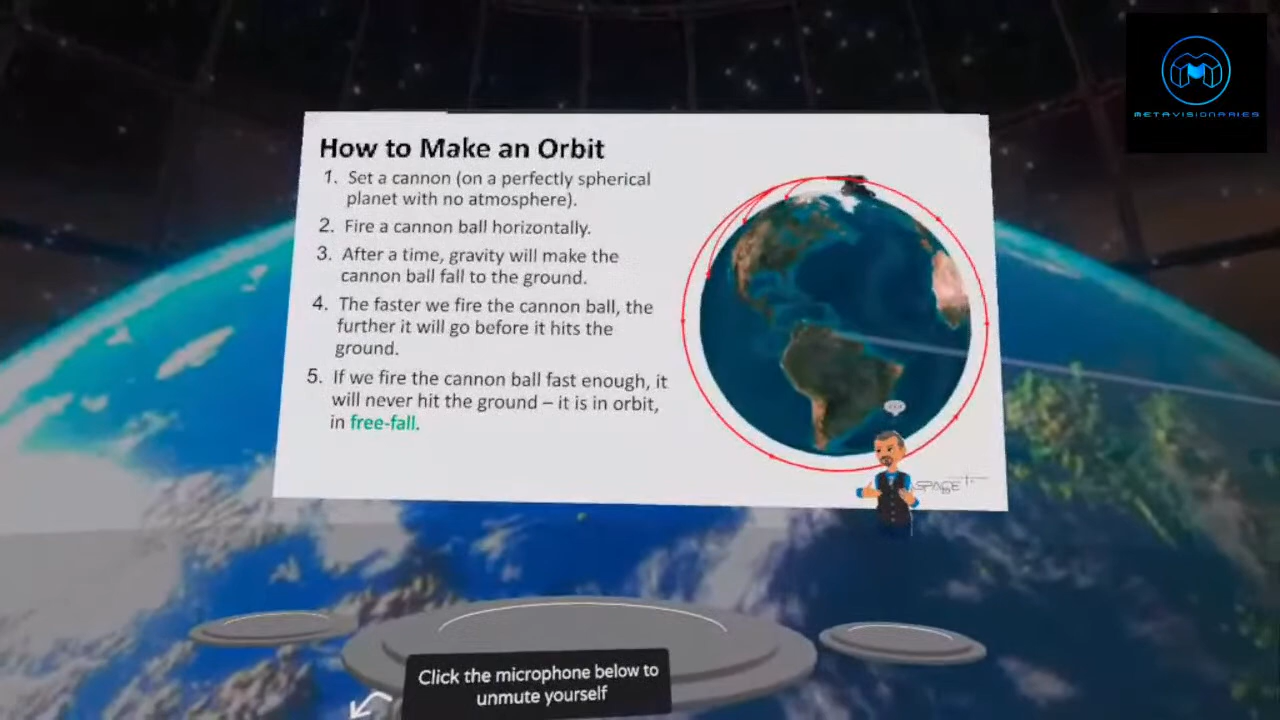 METAVISIONARIES
How to Make an Orbit
1. Set a cannon (on a perfectly spherical
planet with no atmosphere).
2. Fire a cannon ball horizontally.
3. After a time, gravity will make the
cannon ball fall to the ground.
4. The faster we fire the cannon ball, the
further it will go before it hits the
ground.
5. If we fire the cannon ball fast enough, it
will never hit the ground – it is in orbit,
in free-fall.
SPACE
Click the microphone below to
unmute yourself